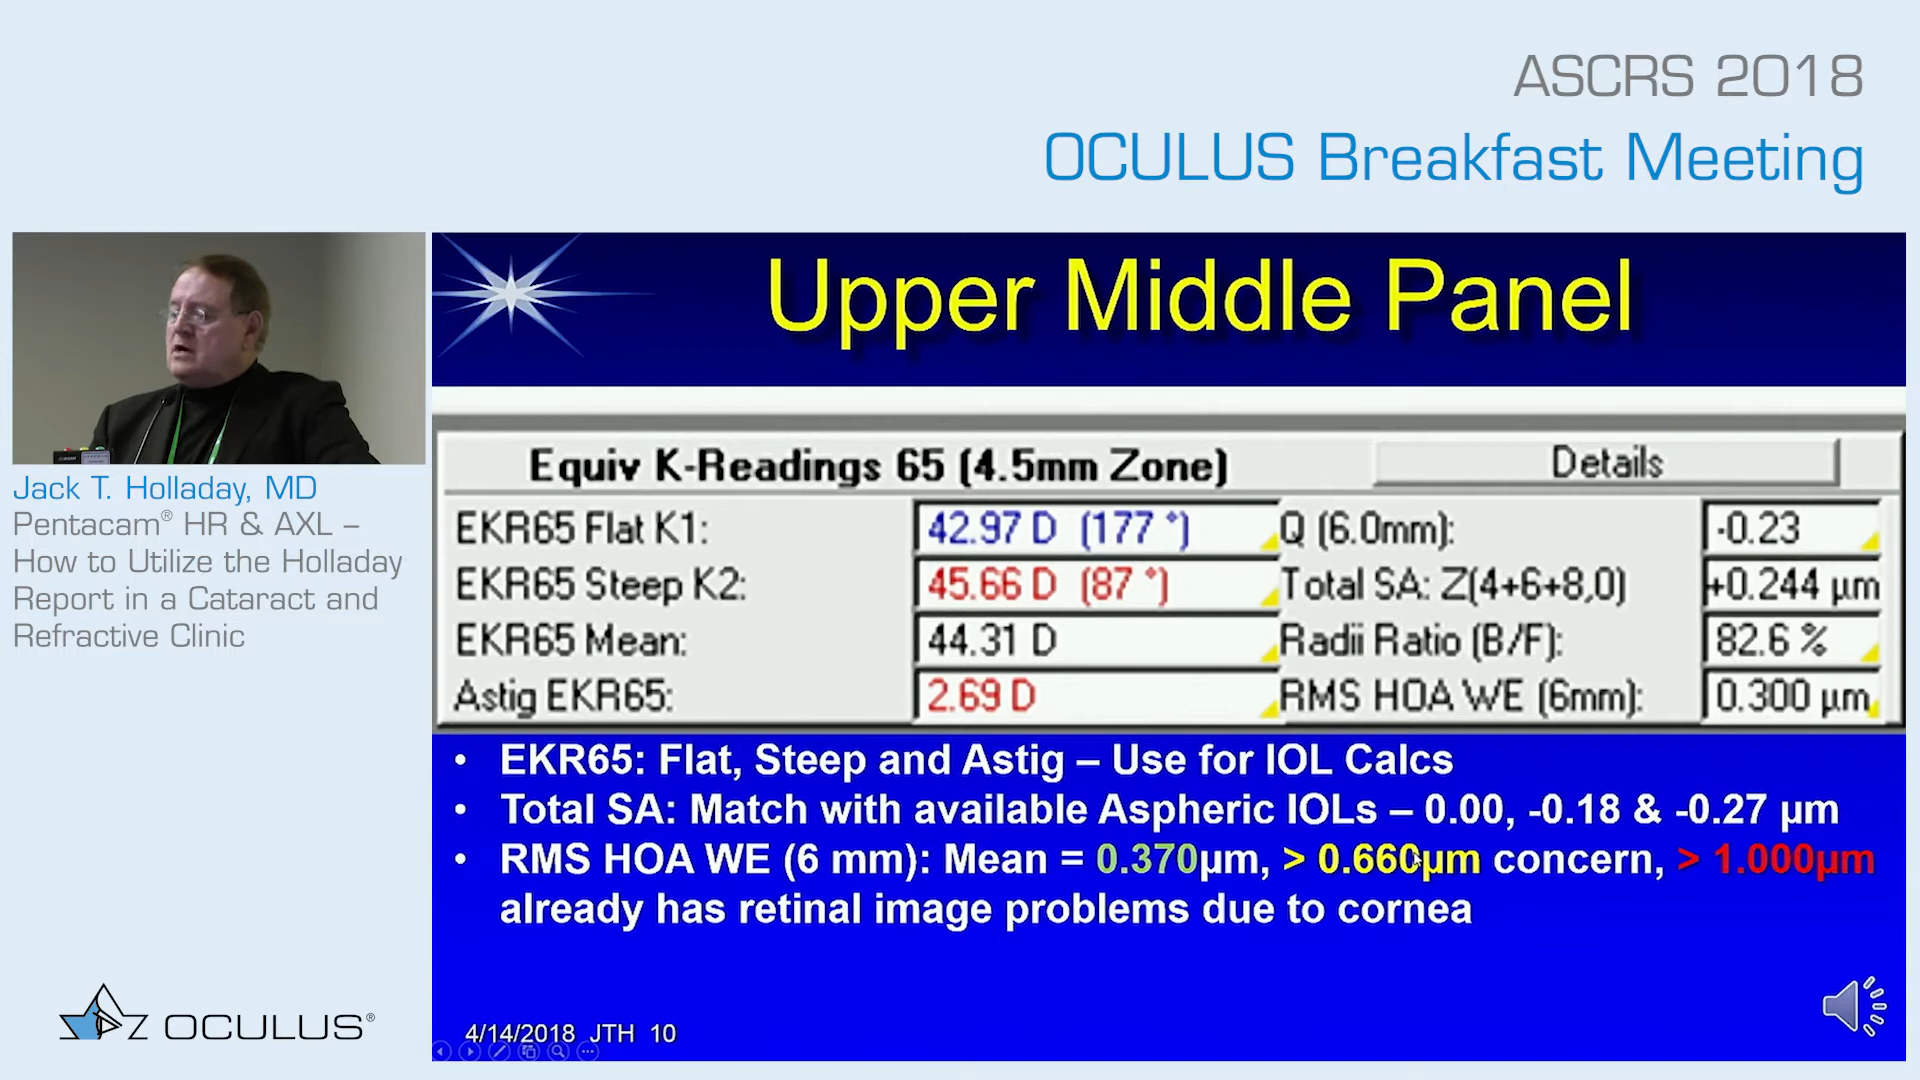 ASCRS 2018
OCULUS Breakfast Meeting
Jack T. Holladay, MD
Pentacam® HR & AXL –
How to Utilize the Holladay
Report in a Cataract and
Refractive Clinic
OCULUS®
Upper Middle Panel
Equiv K-Readings 65 (4.5mm Zone) Details
EKR65 Flat K1: 42.97 D (177 °) Q (6.0mm): -0.23
EKR65 Steep K2: 45.66 D (87 °) Total SA: Z(4+6+8,0) +0.244 µm
EKR65 Mean: 44.31 D Radii Ratio (B/F): 82.6 %
Astig EKR65: 2.69 D RMS HOA WE (6mm): 0.300 µm
• EKR65: Flat, Steep and Astig – Use for IOL Calcs
• Total SA: Match with available Aspheric IOLs – 0.00, -0.18 & -0.27 µm
• RMS HOA WE (6 mm): Mean = 0.370µm, > 0.660µm concern, > 1.000µm
already has retinal image problems due to cornea
4/14/2018 JTH 10